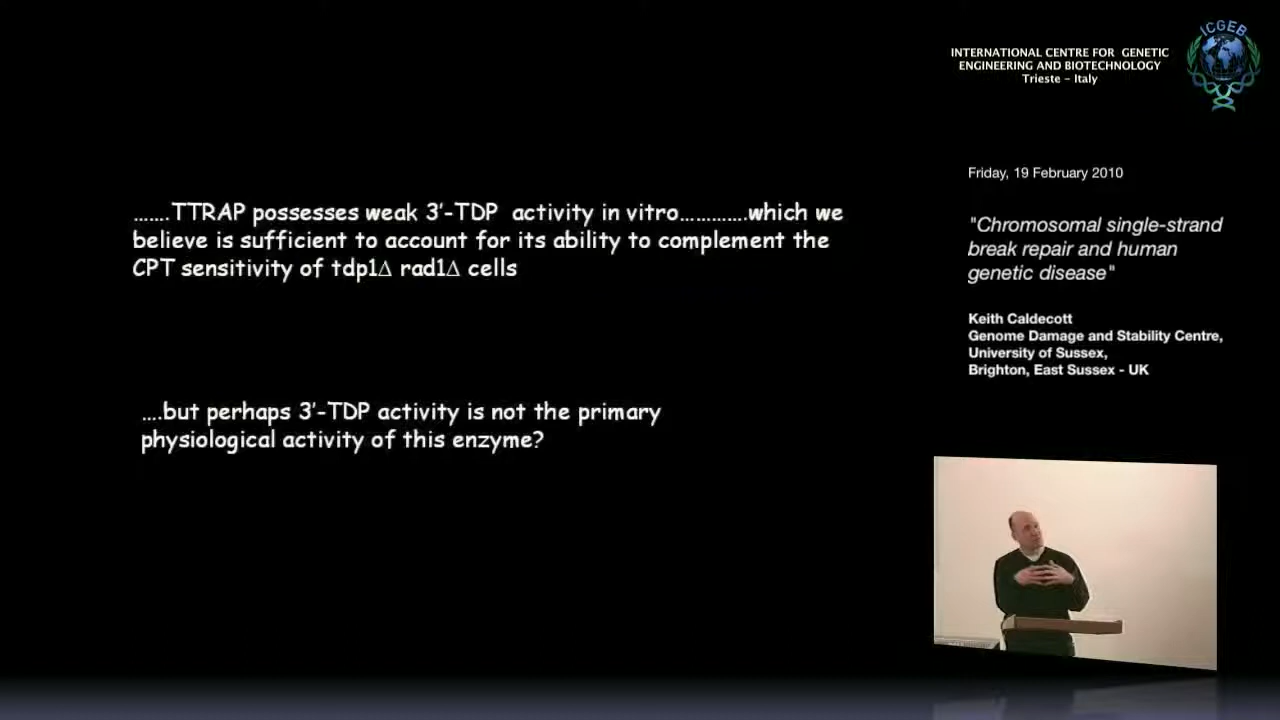 ICGEB
INTERNATIONAL CENTRE FOR GENETIC
ENGINEERING AND BIOTECHNOLOGY
Trieste - Italy
Friday, 19 February 2010
"Chromosomal single-strand
break repair and human
genetic disease"
Keith Caldecott
Genome Damage and Stability Centre,
University of Sussex,
Brighton, East Sussex - UK
.......TTRAP possesses weak 3'-TDP activity in vitro.............which we
believe is sufficient to account for its ability to complement the
CPT sensitivity of tdp1Δ rad1Δ cells
....but perhaps 3'-TDP activity is not the primary
physiological activity of this enzyme?